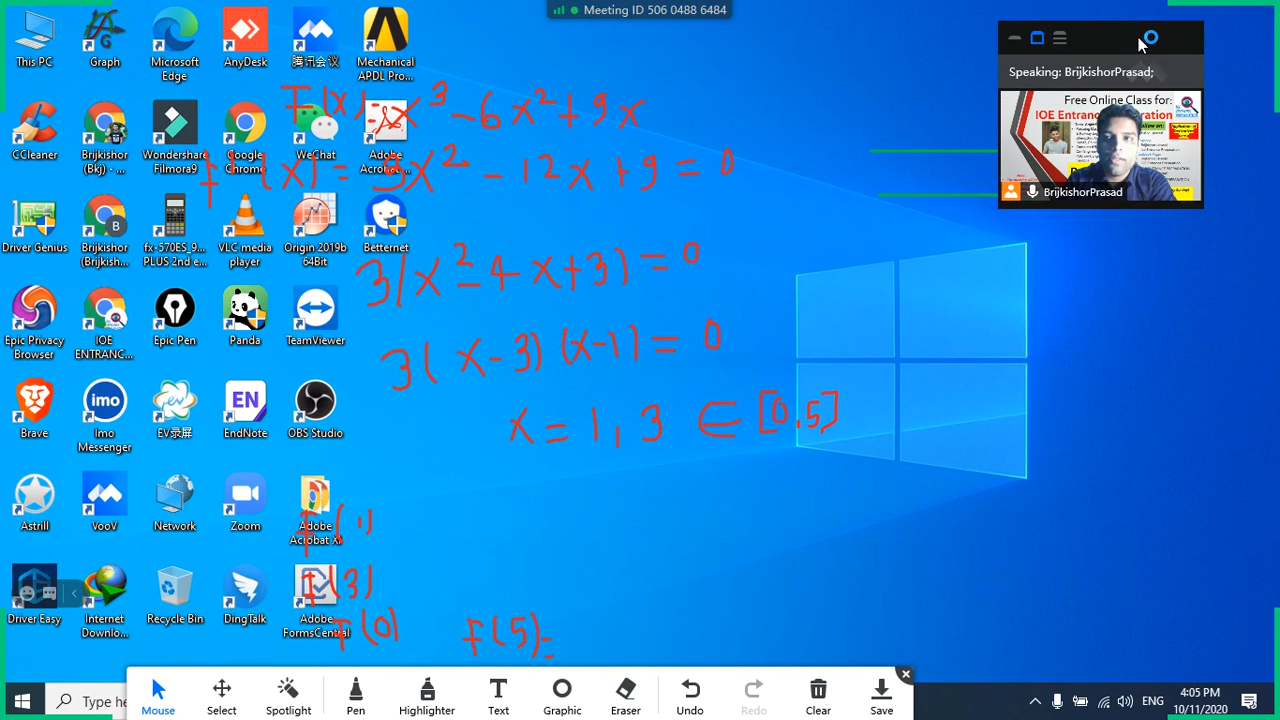 Meeting ID 506 0488 6484
This PC
Graph
Microsoft Edge
AnyDesk
腾讯会议
Mechanical APDL Pro...
Speaking: BrijkishorPrasad;
Free Online Class for:
IOE Entranc
BrijkishorPrasad
F(x) x³ -6x²+9x
CCleaner
Brijkishor (Bkj) - ...
Wondershare Filmora9
Google Chrome
WeChat
Adobe Acrobat ...
f'(x) = 3x² - 12x+9 = 0
Driver Genius
Brijkishor (Brijkish...
fx-570ES_9... PLUS 2nd e...
VLC media player
Origin 2019b 64Bit
Betternet
3(x²-4x+3) = 0
Epic Privacy Browser
IOE ENTRANC...
Epic Pen
Panda
TeamViewer
3(x-3)(x-1) = 0
Brave
imo
Imo Messenger
EV录屏
EN
EndNote
OBS Studio
x = 1, 3 ∈ [0.5]
Astrill
VooV
Network
Zoom
Adobe Acrobat XI
f(1)
f(3)
Driver Easy
Internet Downlo...
Recycle Bin
DingTalk
Adobe FormsCentral
f(0) f(5)=
Mouse
Select
Spotlight
Pen
Highlighter
Text
Graphic
Eraser
Undo
Redo
Clear
Save
Type he
ENG
4:05 PM
10/11/2020